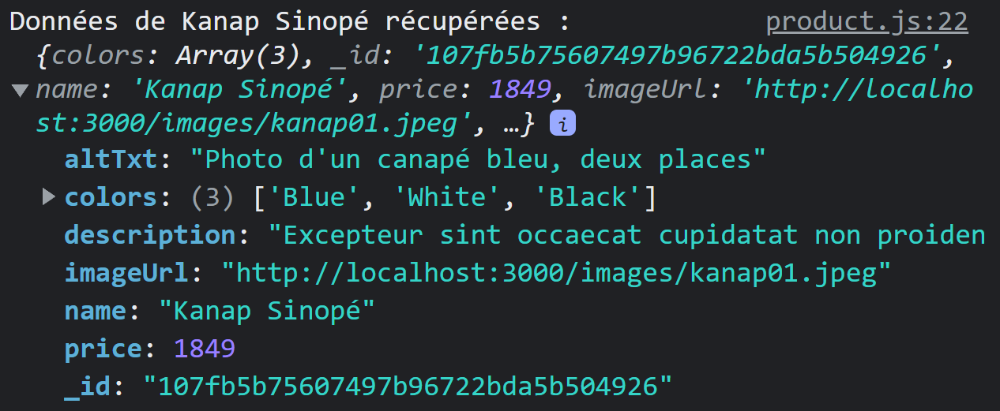 Données de Kanap Sinopé récupérées : product.js:22
{colors: Array(3), _id: '107fb5b75607497b96722bda5b504926',
name: 'Kanap Sinopé', price: 1849, imageUrl: 'http://localho
st:3000/images/kanap01.jpeg', …} i
altTxt: "Photo d'un canapé bleu, deux places"
colors: (3) ['Blue', 'White', 'Black']
description: "Excepteur sint occaecat cupidatat non proiden
imageUrl: "http://localhost:3000/images/kanap01.jpeg"
name: "Kanap Sinopé"
price: 1849
_id: "107fb5b75607497b96722bda5b504926"